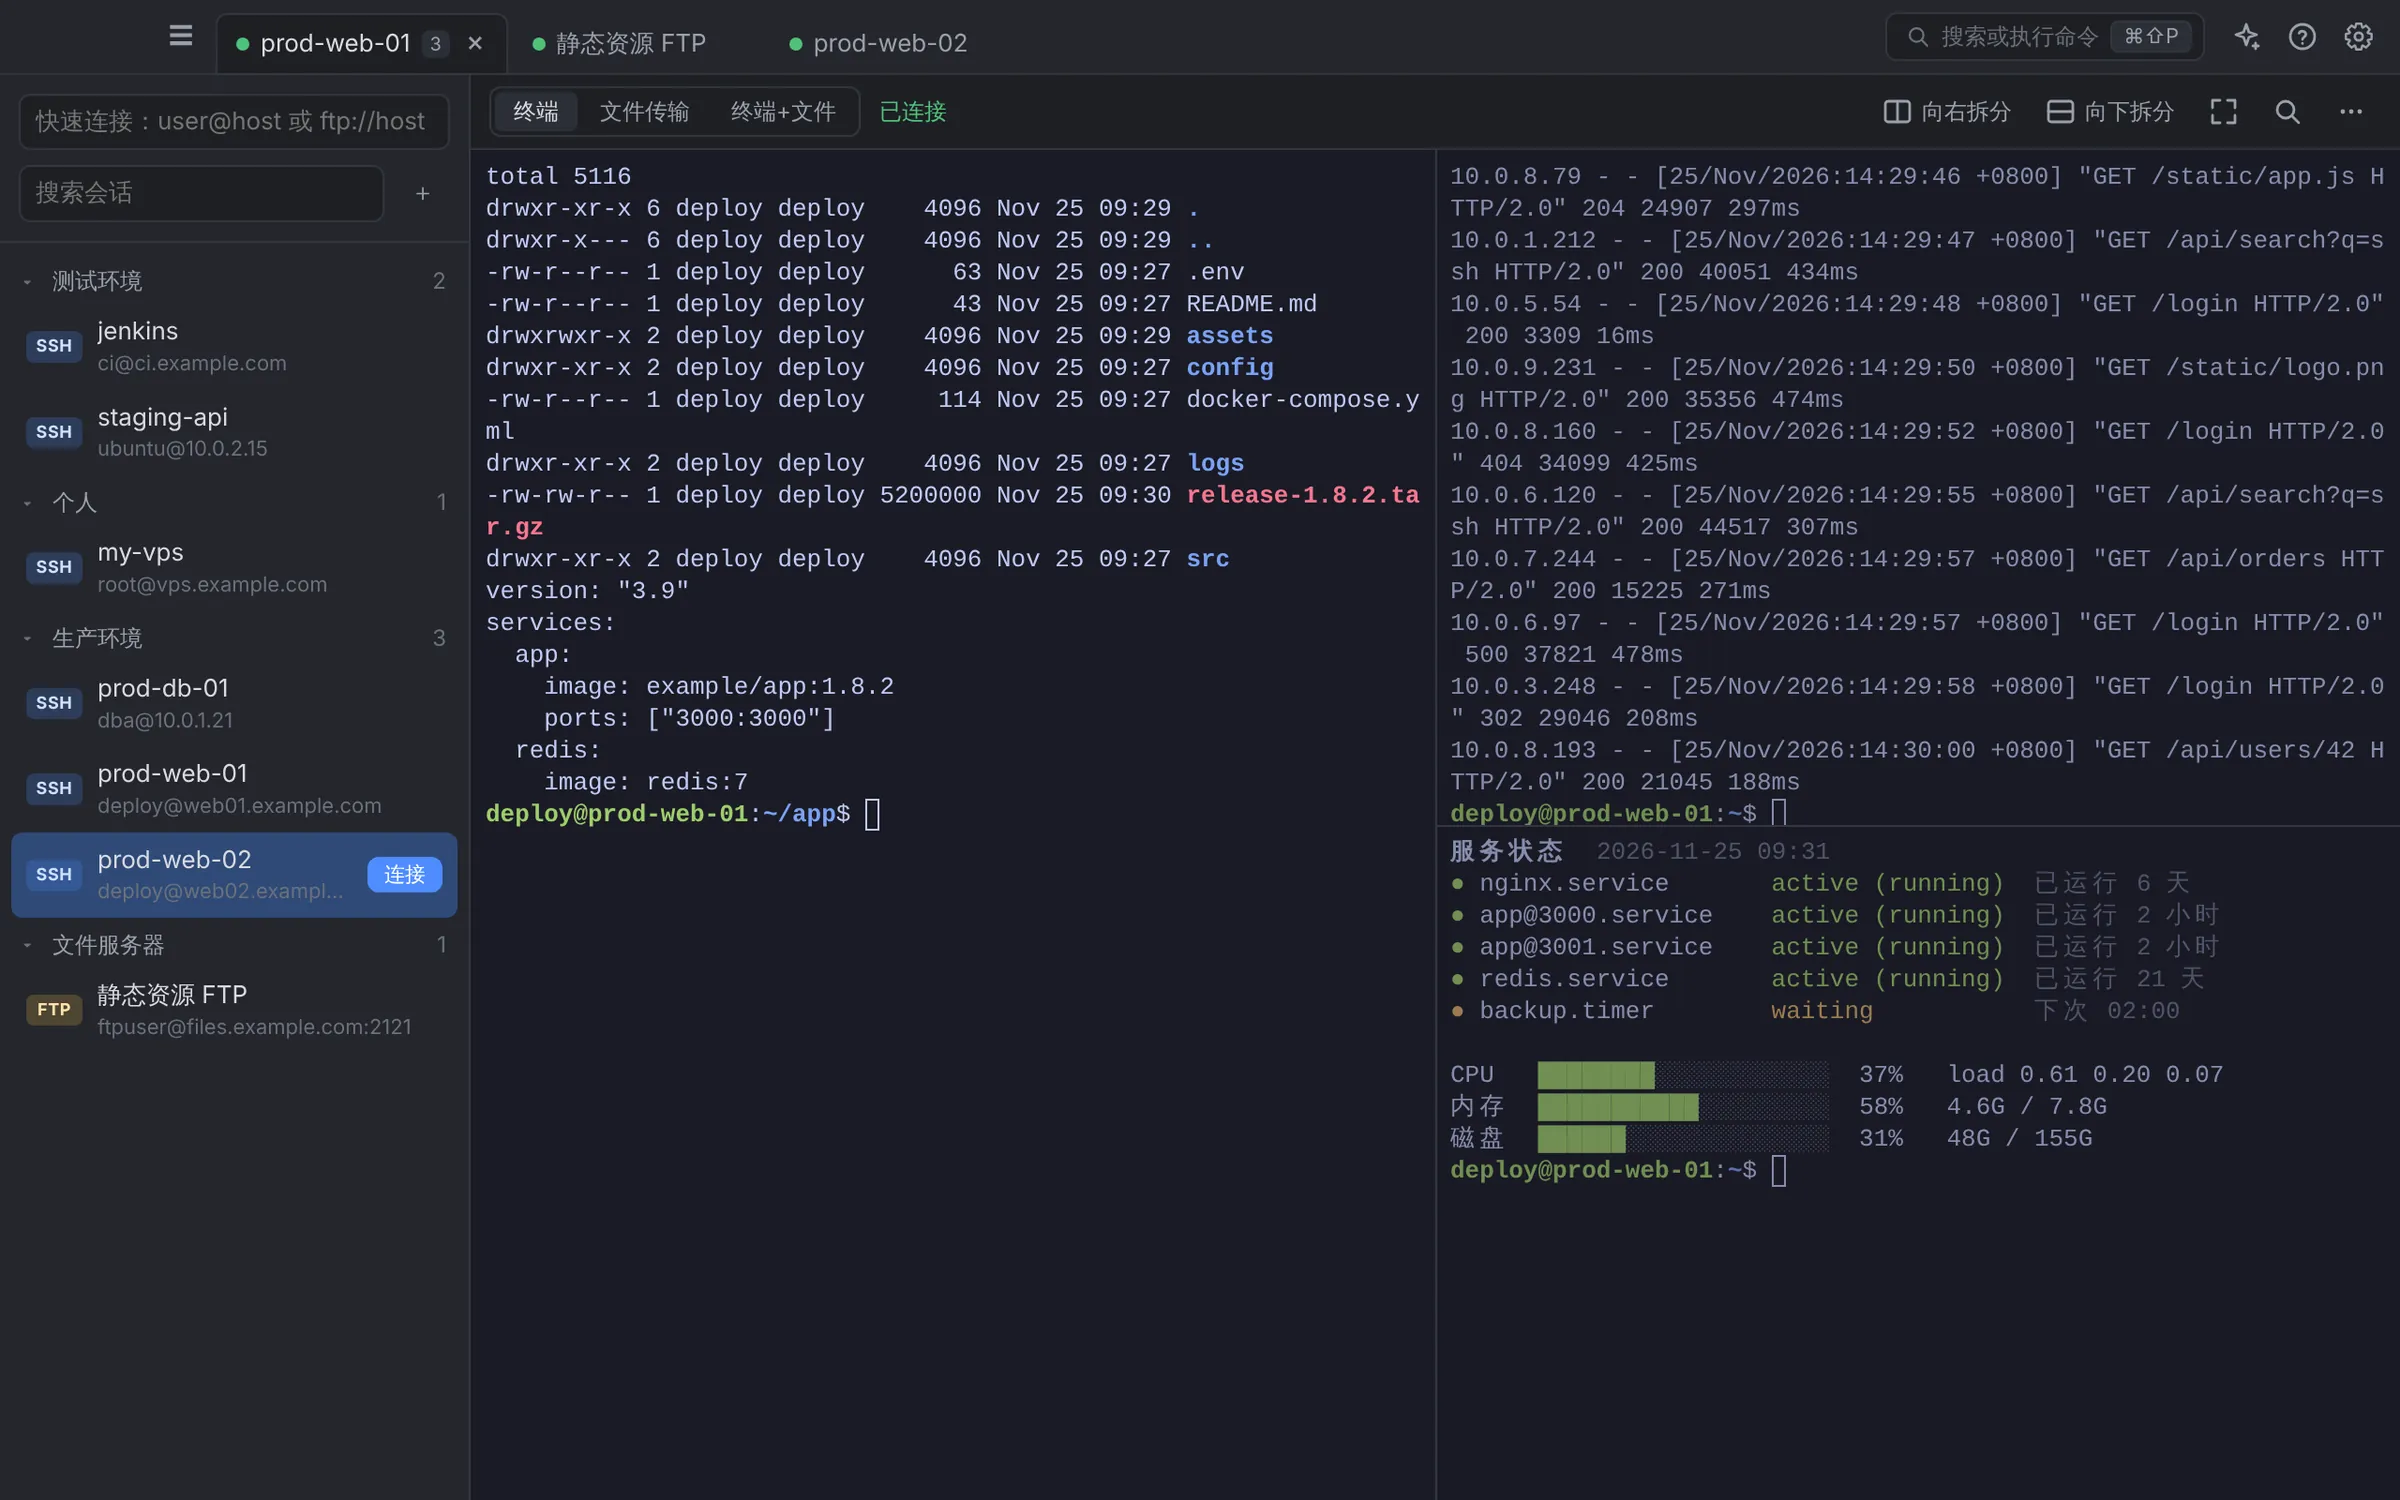 prod-web-01 3 ×
静态资源 FTP
prod-web-02
搜索或执行命令 ⌘⇧P
快速连接：user@host 或 ftp://host
搜索会话 +
测试环境 2
SSH jenkins
ci@ci.example.com
SSH staging-api
ubuntu@10.0.2.15
个人 1
SSH my-vps
root@vps.example.com
生产环境 3
SSH prod-db-01
dba@10.0.1.21
SSH prod-web-01
deploy@web01.example.com
SSH prod-web-02 连接
deploy@web02.exampl...
文件服务器 1
FTP 静态资源 FTP
ftpuser@files.example.com:2121
终端 文件传输 终端+文件 已连接
向右拆分 向下拆分 ...
total 5116
drwxr-xr-x 6 deploy deploy    4096 Nov 25 09:29 .
drwxr-x--- 6 deploy deploy    4096 Nov 25 09:29 ..
-rw-r--r-- 1 deploy deploy      63 Nov 25 09:27 .env
-rw-r--r-- 1 deploy deploy      43 Nov 25 09:27 README.md
drwxrwxr-x 2 deploy deploy    4096 Nov 25 09:29 assets
drwxr-xr-x 2 deploy deploy    4096 Nov 25 09:27 config
-rw-r--r-- 1 deploy deploy     114 Nov 25 09:27 docker-compose.y
ml
drwxr-xr-x 2 deploy deploy    4096 Nov 25 09:27 logs
-rw-rw-r-- 1 deploy deploy 5200000 Nov 25 09:30 release-1.8.2.ta
r.gz
drwxr-xr-x 2 deploy deploy    4096 Nov 25 09:27 src
version: "3.9"
services:
  app:
    image: example/app:1.8.2
    ports: ["3000:3000"]
  redis:
    image: redis:7
deploy@prod-web-01:~/app$
10.0.8.79 - - [25/Nov/2026:14:29:46 +0800] "GET /static/app.js H
TTP/2.0" 204 24907 297ms
10.0.1.212 - - [25/Nov/2026:14:29:47 +0800] "GET /api/search?q=s
sh HTTP/2.0" 200 40051 434ms
10.0.5.54 - - [25/Nov/2026:14:29:48 +0800] "GET /login HTTP/2.0"
 200 3309 16ms
10.0.9.231 - - [25/Nov/2026:14:29:50 +0800] "GET /static/logo.pn
g HTTP/2.0" 200 35356 474ms
10.0.8.160 - - [25/Nov/2026:14:29:52 +0800] "GET /login HTTP/2.0
" 404 34099 425ms
10.0.6.120 - - [25/Nov/2026:14:29:55 +0800] "GET /api/search?q=s
sh HTTP/2.0" 200 44517 307ms
10.0.7.244 - - [25/Nov/2026:14:29:57 +0800] "GET /api/orders HTT
P/2.0" 200 15225 271ms
10.0.6.97 - - [25/Nov/2026:14:29:57 +0800] "GET /login HTTP/2.0"
 500 37821 478ms
10.0.3.248 - - [25/Nov/2026:14:29:58 +0800] "GET /login HTTP/2.0
" 302 29046 208ms
10.0.8.193 - - [25/Nov/2026:14:30:00 +0800] "GET /api/users/42 H
TTP/2.0" 200 21045 188ms
deploy@prod-web-01:~$
服务状态  2026-11-25 09:31
● nginx.service       active (running)  已运行 6 天
● app@3000.service    active (running)  已运行 2 小时
● app@3001.service    active (running)  已运行 2 小时
● redis.service       active (running)  已运行 21 天
● backup.timer        waiting           下次 02:00
CPU 37%   load 0.61 0.20 0.07
内存 58%   4.6G / 7.8G
磁盘 31%   48G / 155G
deploy@prod-web-01:~$